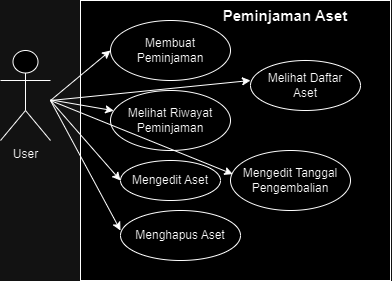 Peminjaman Aset
Membuat
Peminjaman
Melihat Daftar
Aset
Melihat Riwayat
Peminjaman
User
Mengedit Aset
Mengedit Tanggal
Pengembalian
Menghapus Aset